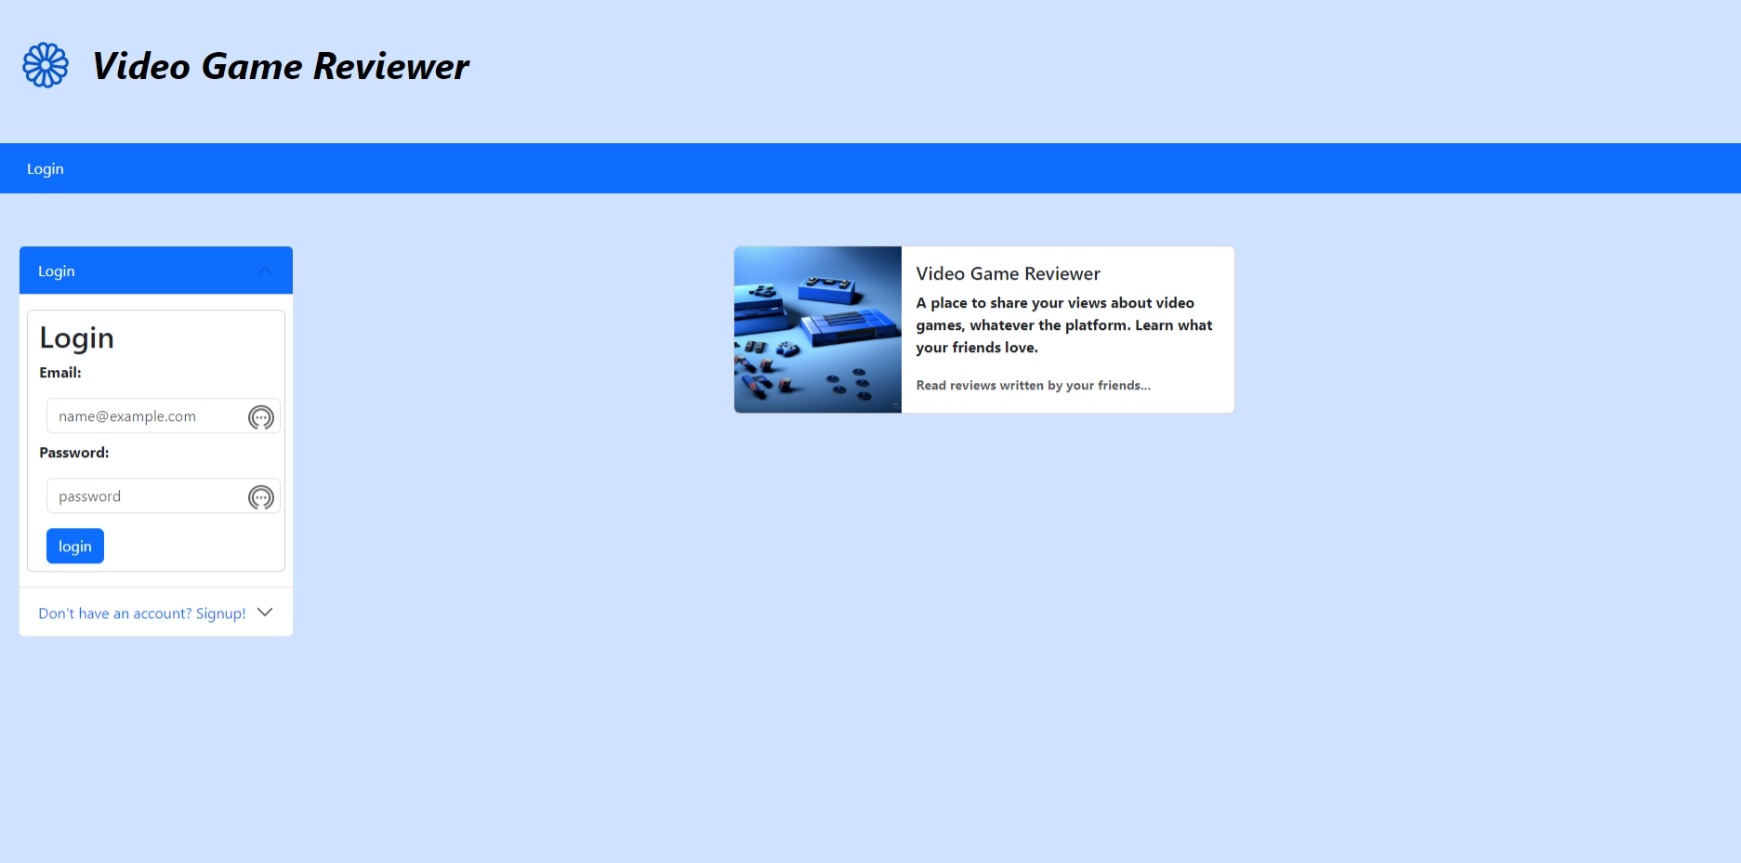 Video Game Reviewer
Login
Login
Login
Email:
name@example.com
Password:
password
login
Don't have an account? Signup!
Video Game Reviewer
A place to share your views about video
games, whatever the platform. Learn what
your friends love.
Read reviews written by your friends...